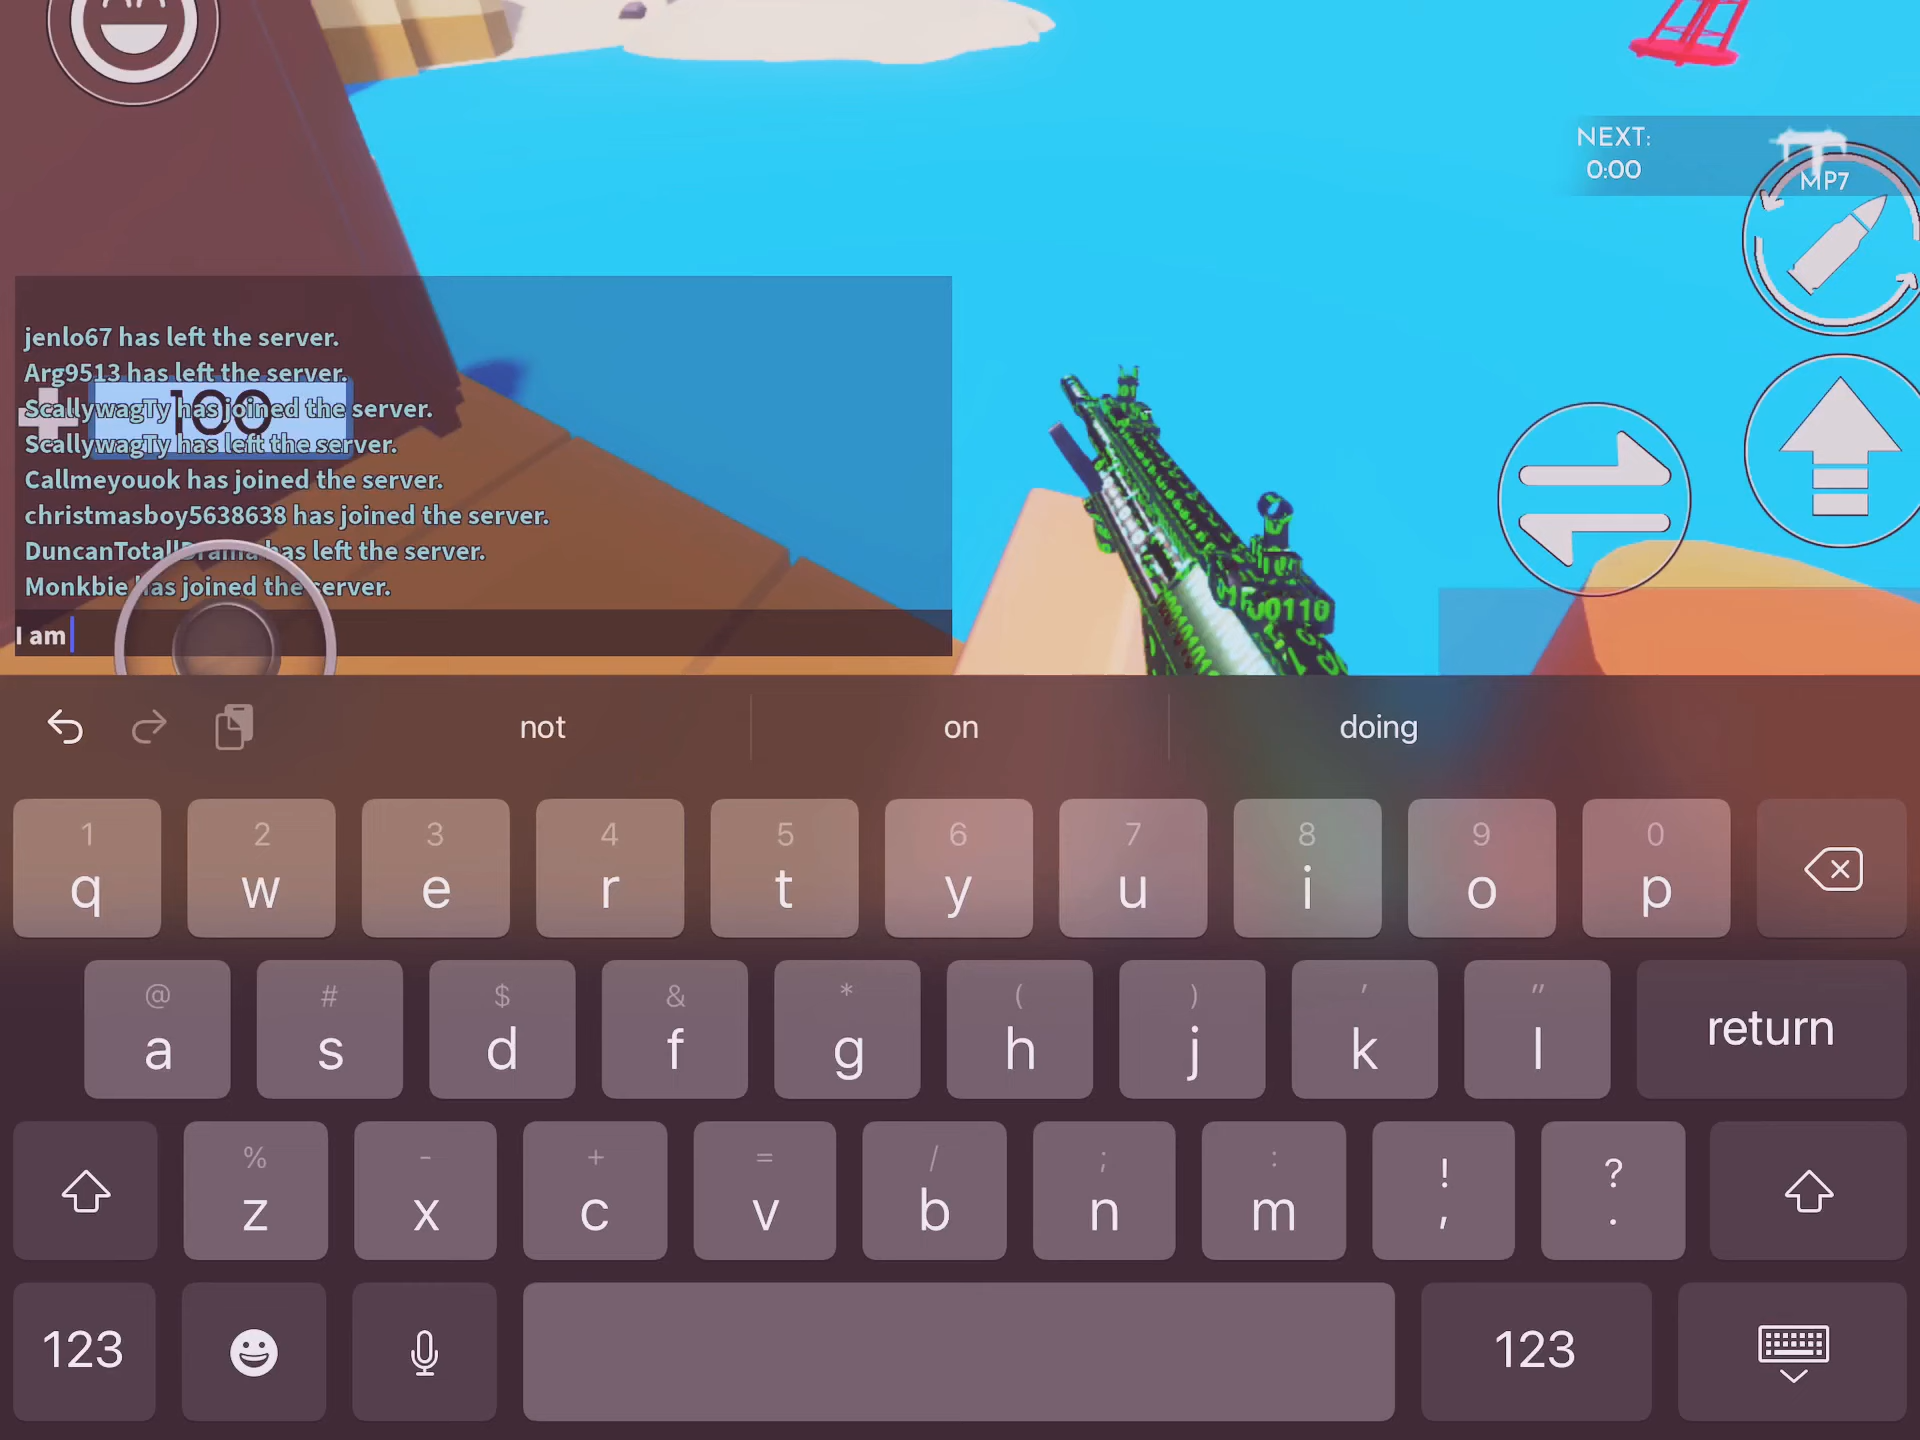 NEXT:
0:00
MP7
jenlo67 has left the server.
Arg9513 has left the server.
100
ScallywagTy has joined the server.
ScallywagTy has left the server.
Callmeyouok has joined the server.
christmasboy5638638 has joined the server.
DuncanTotallDrama has left the server.
Monkbie has joined the server.
I am
not on doing
1 2 3 4 5 6 7 8 9 0
q w e r t y u i o p
@ # $ & * ( ) ' "
a s d f g h j k l return
% - + = / ; : ! ?
z x c v b n m , .
123 123